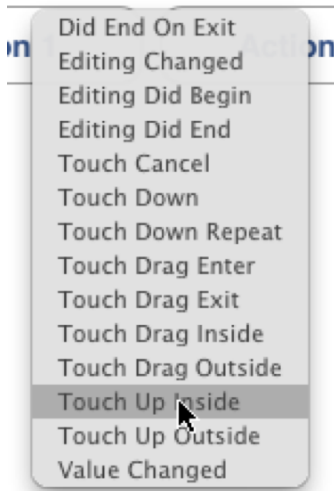 Did End On Exit
Editing Changed
Editing Did Begin
Editing Did End
Touch Cancel
Touch Down
Touch Down Repeat
Touch Drag Enter
Touch Drag Exit
Touch Drag Inside
Touch Drag Outside
Touch Up Inside
Touch Up Outside
Value Changed